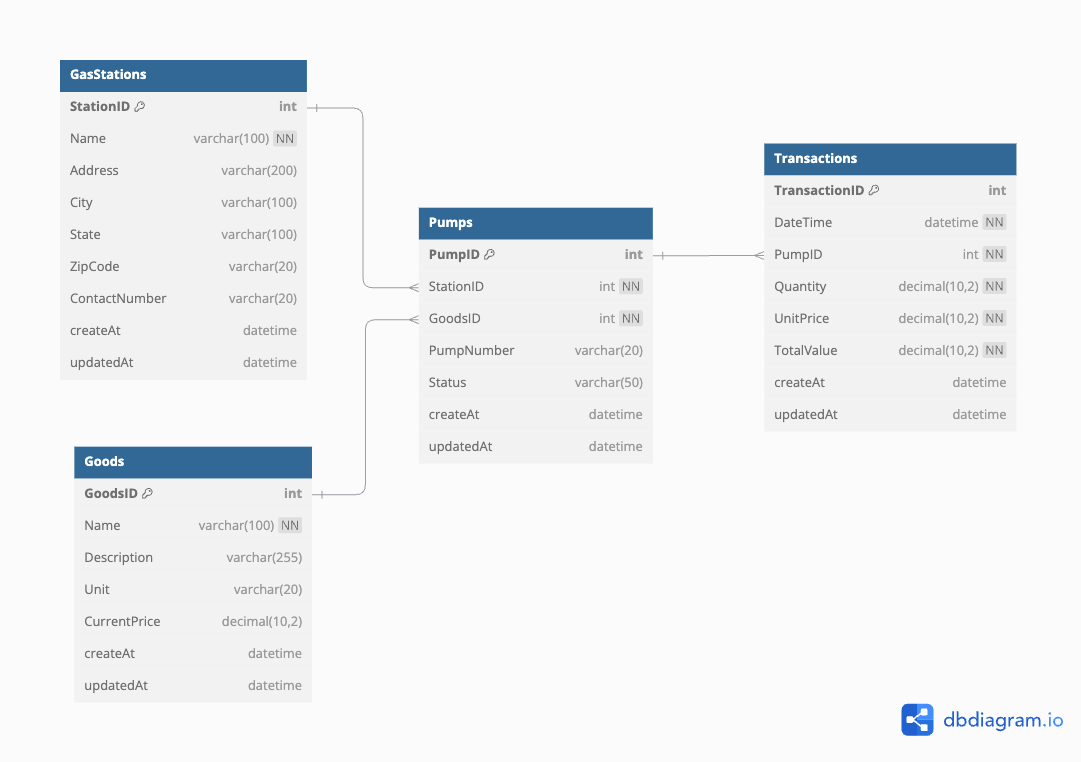 GasStations
StationID int
Name varchar(100) NN
Address varchar(200)
City varchar(100)
State varchar(100)
ZipCode varchar(20)
ContactNumber varchar(20)
createAt datetime
updatedAt datetime
Goods
GoodsID int
Name varchar(100) NN
Description varchar(255)
Unit varchar(20)
CurrentPrice decimal(10,2)
createAt datetime
updatedAt datetime
Pumps
PumpID int
StationID int NN
GoodsID int NN
PumpNumber varchar(20)
Status varchar(50)
createAt datetime
updatedAt datetime
Transactions
TransactionID int
DateTime datetime NN
PumpID int NN
Quantity decimal(10,2) NN
UnitPrice decimal(10,2) NN
TotalValue decimal(10,2) NN
createAt datetime
updatedAt datetime
dbdiagram.io